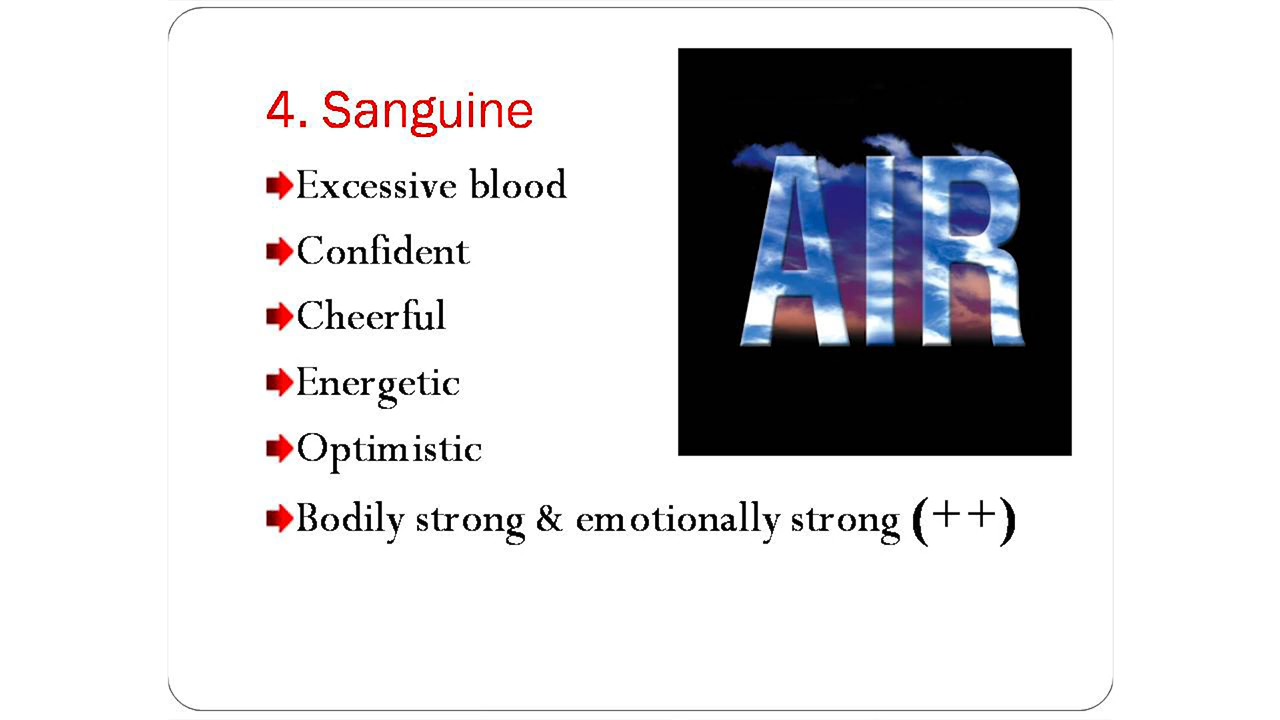 4. Sanguine
Excessive blood
Confident
Cheerful
Energetic
Optimistic
Bodily strong & emotionally strong (++)
AIR